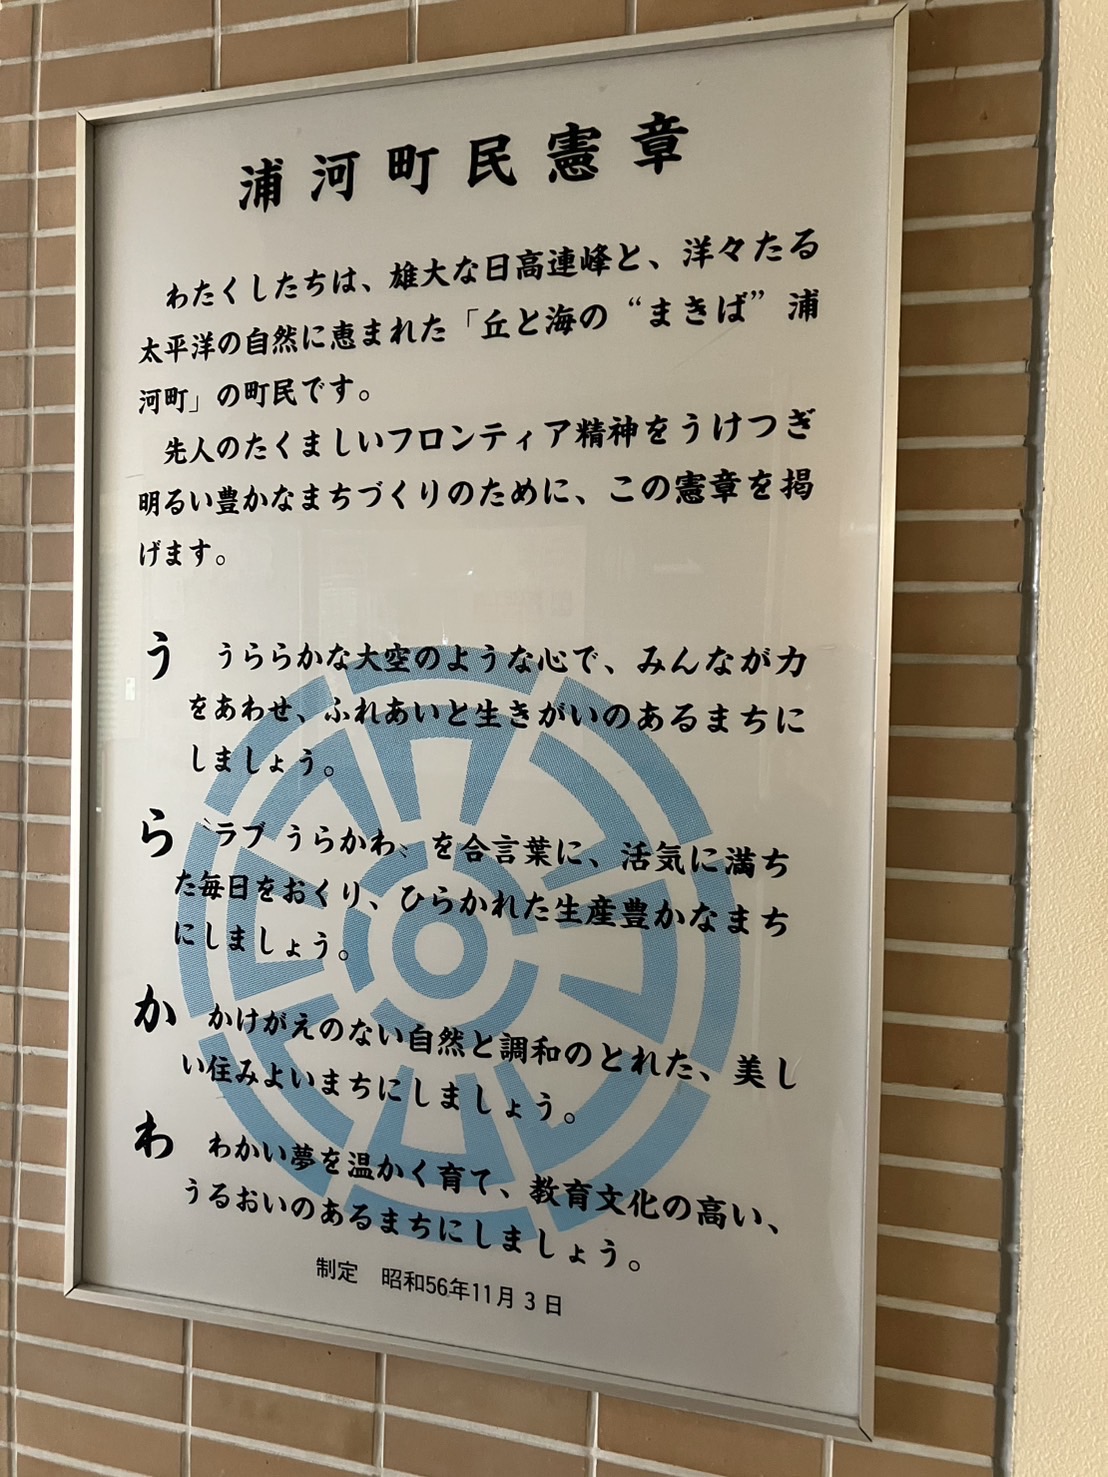 浦河町民憲章
わたくしたちは、雄大な日高連峰と、洋々たる
太平洋の自然に恵まれた「丘と海の“まきば”浦
河町」の町民です。
先人のたくましいフロンティア精神をうけつぎ
明るい豊かなまちづくりのために、この憲章を掲
げます。
う　うららかな大空のような心で、みんなが力
をあわせ、ふれあいと生きがいのあるまちに
しましょう。
ら　〝ラブ うらかわ〟を合言葉に、活気に満ち
た毎日をおくり、ひらかれた生産豊かなまち
にしましょう。
か　かけがえのない自然と調和のとれた、美し
い住みよいまちにしましょう。
わ　わかい夢を温かく育て、教育文化の高い、
うるおいのあるまちにしましょう。
制定　昭和56年11月3日